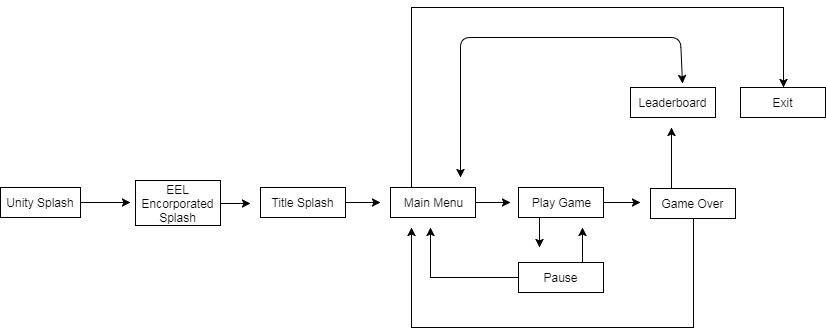 Leaderboard
Exit
Unity Splash
EEL
Encorporated
Splash
Title Splash
Main Menu
Play Game
Game Over
Pause